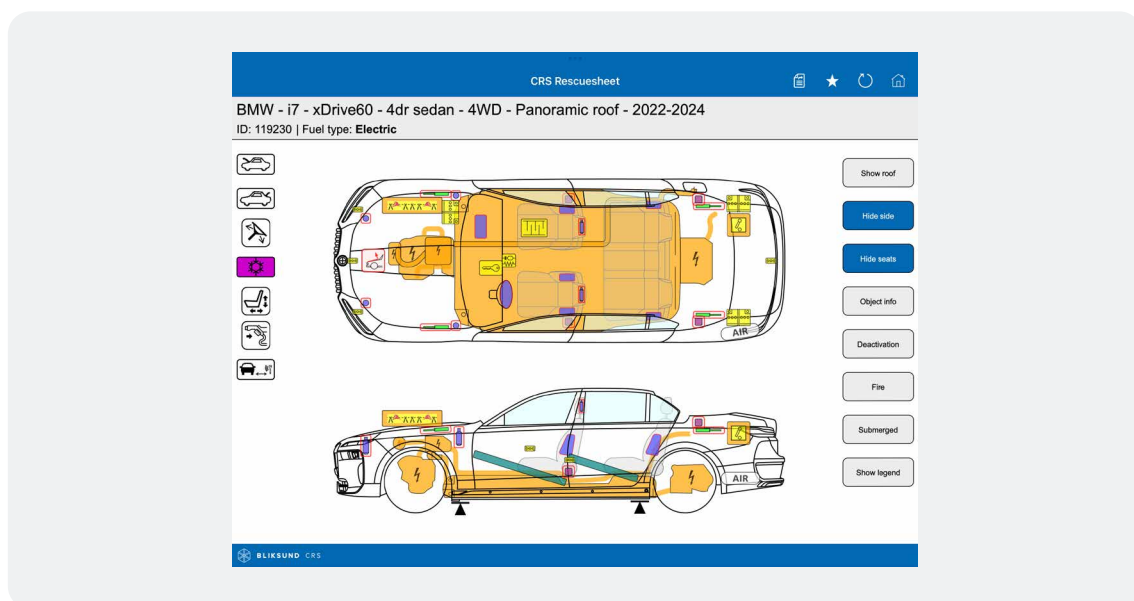 CRS Rescuesheet
BMW - i7 - xDrive60 - 4dr sedan - 4WD - Panoramic roof - 2022-2024
ID: 119230 | Fuel type: Electric
Show roof
Hide side
Hide seats
Object info
Deactivation
Fire
Submerged
Show legend
AIR
AIR
BLIKSUND CRS